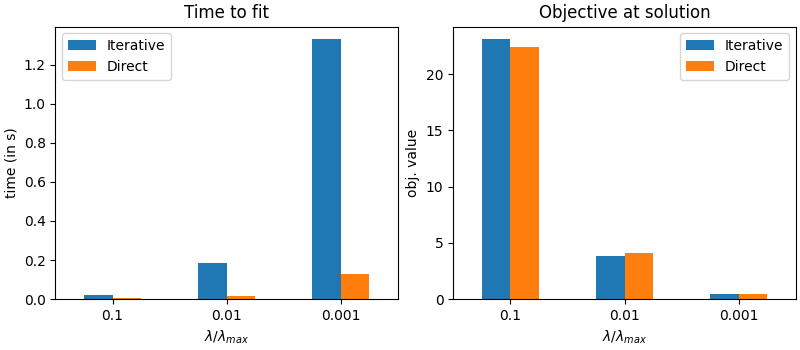 Time to fit
Iterative
Direct
time (in s)
1.2
1.0
0.8
0.6
0.4
0.2
0.0
0.1
0.01
0.001
λ/λmax
Objective at solution
Iterative
Direct
obj. value
20
15
10
5
0
0.1
0.01
0.001
λ/λmax